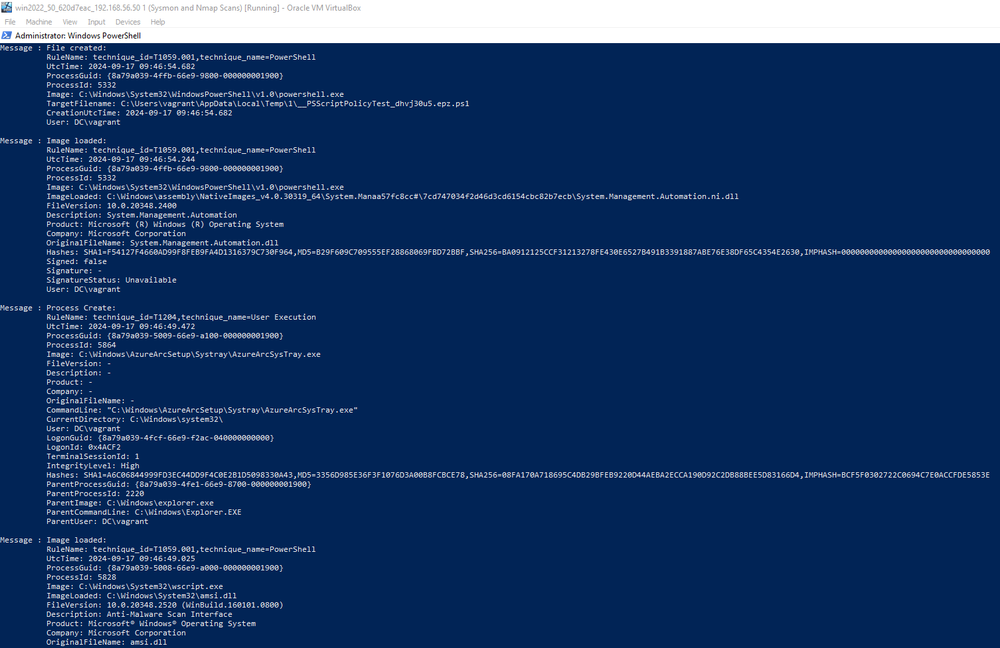 win2022_50_620d7eac_192.168.56.50 1 (Sysmon and Nmap Scans) [Running] - Oracle VM VirtualBox
File Machine View Input Devices Help
Administrator: Windows PowerShell
Message : File created:
RuleName: technique_id=T1059.001,technique_name=PowerShell
UtcTime: 2024-09-17 09:46:54.682
ProcessGuid: {8a79a039-4ffb-66e9-9800-000000001900}
ProcessId: 5332
Image: C:\Windows\System32\WindowsPowerShell\v1.0\powershell.exe
TargetFilename: C:\Users\vagrant\AppData\Local\Temp\1\__PSScriptPolicyTest_dhvj30u5.epz.ps1
CreationUtcTime: 2024-09-17 09:46:54.682
User: DC\vagrant
Message : Image loaded:
RuleName: technique_id=T1059.001,technique_name=PowerShell
UtcTime: 2024-09-17 09:46:54.244
ProcessGuid: {8a79a039-4ffb-66e9-9800-000000001900}
ProcessId: 5332
Image: C:\Windows\System32\WindowsPowerShell\v1.0\powershell.exe
ImageLoaded: C:\Windows\assembly\NativeImages_v4.0.30319_64\System.Manaa57fc8cc#\7cd747034f2d46d3cd6154cbc82b7ecb\System.Management.Automation.ni.dll
FileVersion: 10.0.20348.2400
Description: System.Management.Automation
Product: Microsoft (R) Windows (R) Operating System
Company: Microsoft Corporation
OriginalFileName: System.Management.Automation.dll
Hashes: SHA1=F54127F4660AD99F8FEB9FA4D1316379C730F964,MD5=B29F609C709555EF28868069FBD72BBF,SHA256=BA0912125CCF31213278FE430E6527B491B3391887ABE76E38DF65C4354E2630,IMPHASH=00000000000000000000000000000000
Signed: false
Signature: -
SignatureStatus: Unavailable
User: DC\vagrant
Message : Process Create:
RuleName: technique_id=T1204,technique_name=User Execution
UtcTime: 2024-09-17 09:46:49.472
ProcessGuid: {8a79a039-5009-66e9-a100-000000001900}
ProcessId: 5864
Image: C:\Windows\AzureArcSetup\Systray\AzureArcSysTray.exe
FileVersion: -
Description: -
Product: -
Company: -
OriginalFileName: -
CommandLine: "C:\Windows\AzureArcSetup\Systray\AzureArcSysTray.exe"
CurrentDirectory: C:\Windows\system32\
User: DC\vagrant
LogonGuid: {8a79a039-4fcf-66e9-f2ac-040000000000}
LogonId: 0x4ACF2
TerminalSessionId: 1
IntegrityLevel: High
Hashes: SHA1=A6C06844999FD3EC44DD9F4C0E2B1D5098330A43,MD5=3356D985E36F3F1076D3A00B8FCBCE78,SHA256=08FA170A718695C4DB29BFEB9220D44AEBA2ECCA190D92C2DB88BEE5D83166D4,IMPHASH=BCF5F0302722C0694C7E0ACCFDE5853E
ParentProcessGuid: {8a79a039-4fe1-66e9-8700-000000001900}
ParentProcessId: 2220
ParentImage: C:\Windows\explorer.exe
ParentCommandLine: C:\Windows\Explorer.EXE
ParentUser: DC\vagrant
Message : Image loaded:
RuleName: technique_id=T1059.001,technique_name=PowerShell
UtcTime: 2024-09-17 09:46:49.025
ProcessGuid: {8a79a039-5008-66e9-a000-000000001900}
ProcessId: 5828
Image: C:\Windows\System32\wscript.exe
ImageLoaded: C:\Windows\System32\amsi.dll
FileVersion: 10.0.20348.2520 (WinBuild.160101.0800)
Description: Anti-Malware Scan Interface
Product: Microsoft® Windows® Operating System
Company: Microsoft Corporation
OriginalFileName: amsi.dll